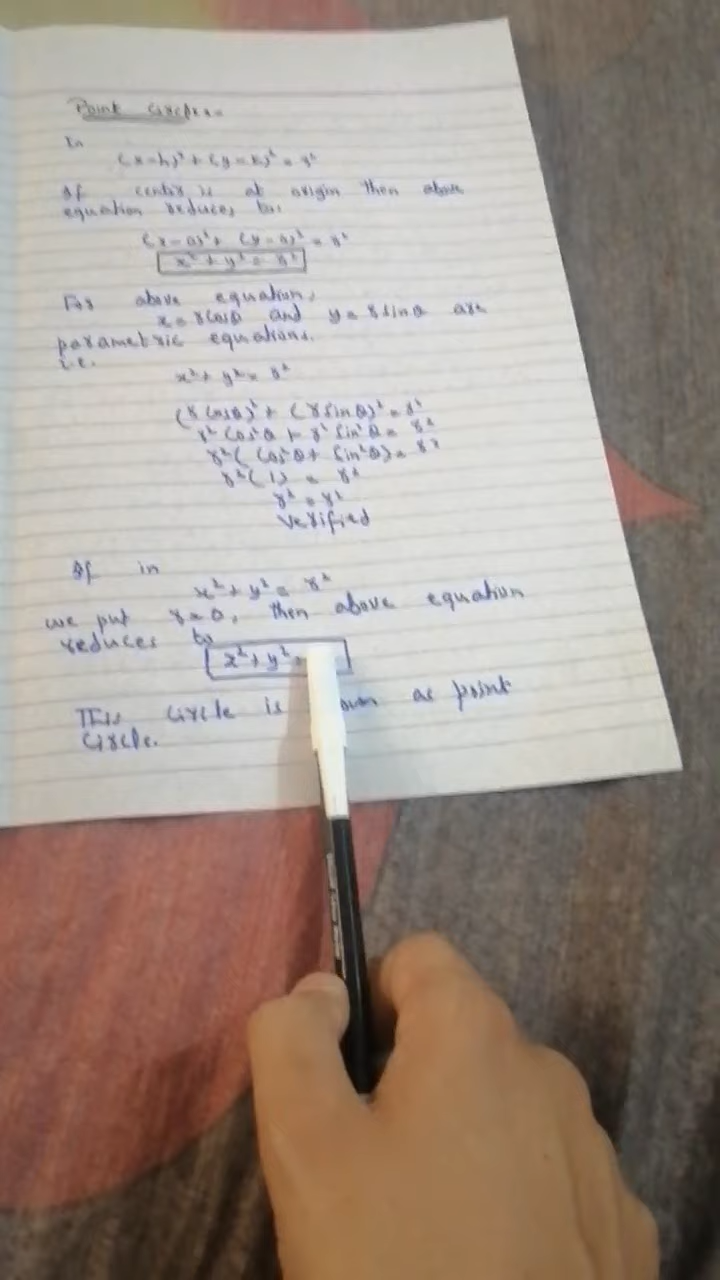 Point Circle:-
In
(x-h)² + (y-k)² = r²
If center is at origin then above
equation reduces to:
(x-0)² + (y-0)² = r²
x² + y² = r²
For above equation,
x = r cosθ and y = r sinθ are
parametric equations.
i.e.
x² + y² = r²
(r cosθ)² + (r sinθ)² = r²
r² cos²θ + r² sin²θ = r²
r² (cos²θ + sin²θ) = r²
r² (1) = r²
r² = r²
Verified
If in
x² + y² = r²
we put r = 0, then above equation
reduces to
x² + y² =
This circle is as point
circle.